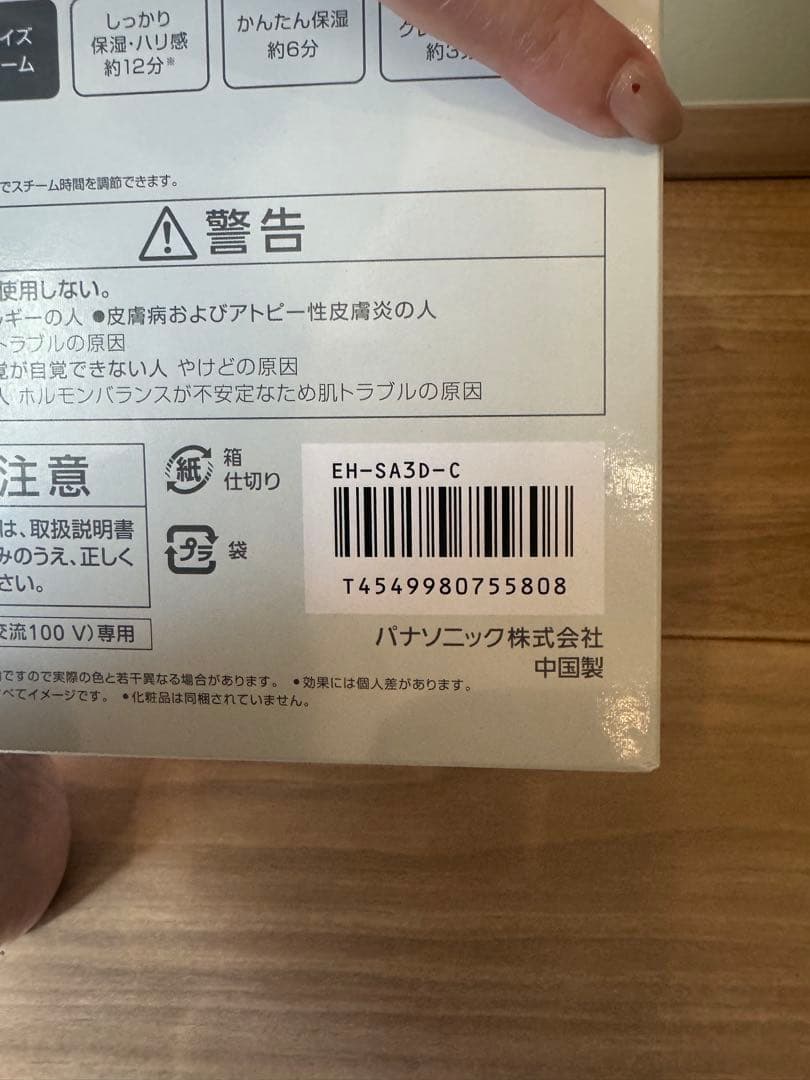 イズ
ーム
しっかり
保湿・ハリ感
約12分※
かんたん保湿
約6分
クレ
約3分
でスチーム時間を調節できます。
警告
使用しない。
ギーの人 ●皮膚病およびアトピー性皮膚炎の人
トラブルの原因
覚が自覚できない人 やけどの原因
人 ホルモンバランスが不安定なため肌トラブルの原因
注意
は、取扱説明書
みのうえ、正しく
さい。
交流100 V）専用
紙
箱
仕切り
プラ
袋
EH-SA3D-C
T4549980755808
パナソニック株式会社
中国製
ですので実際の色と若干異なる場合があります。 ●効果には個人差があります。
べてイメージです。 ●化粧品は同梱されていません。